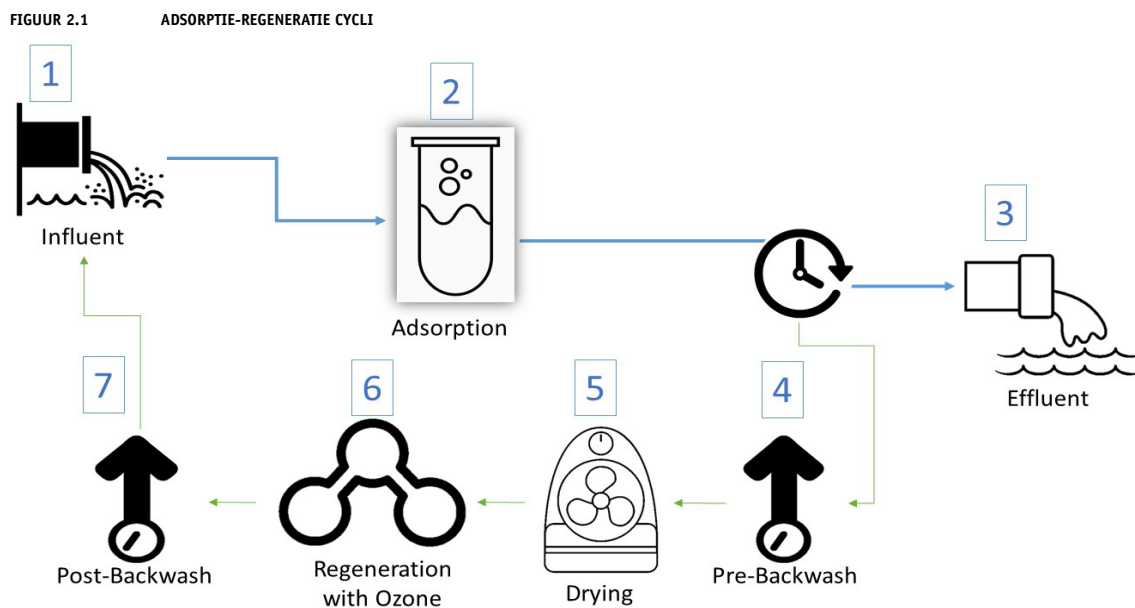 FIGUUR 2.1 ADSORPTIE-REGENERATIE CYCLI
1
2
3
Influent
Adsorption
Effluent
7
6
5
4
Post-Backwash
Regeneration
with Ozone
Drying
Pre-Backwash